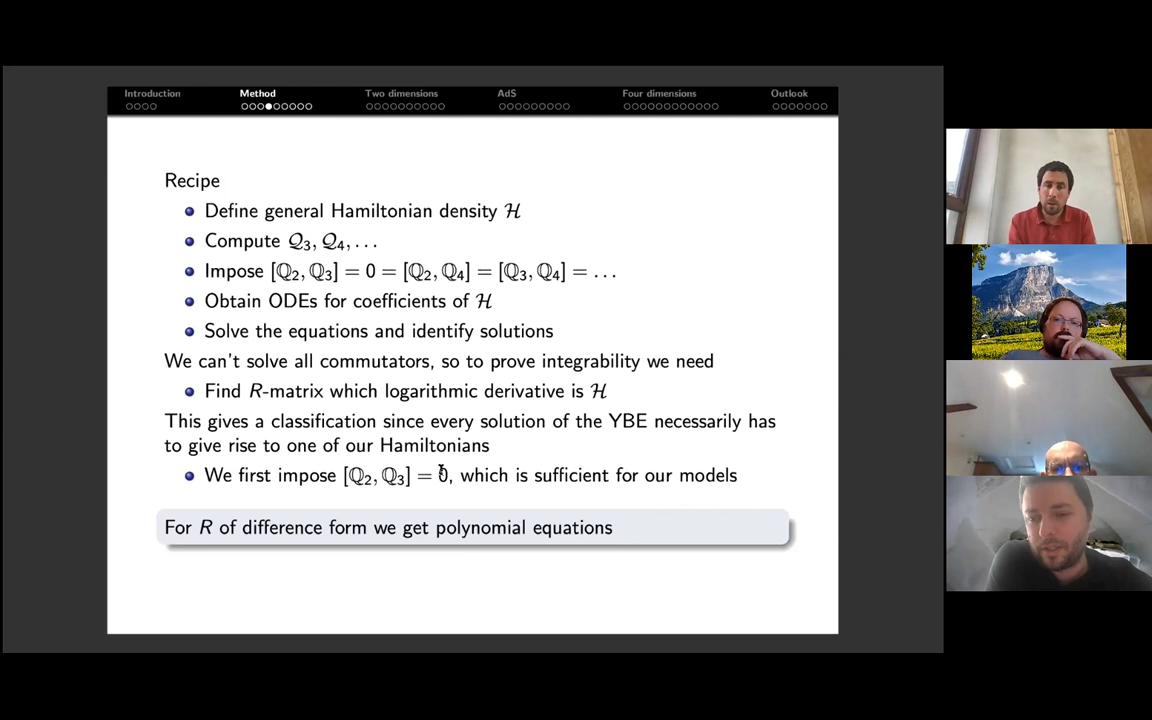 Introduction Method Two dimensions AdS Four dimensions Outlook
Recipe
Define general Hamiltonian density ℋ
Compute 𝒬₃, 𝒬₄, . . .
Impose [ℚ₂, ℚ₃] = 0 = [ℚ₂, ℚ₄] = [ℚ₃, ℚ₄] = . . .
Obtain ODEs for coefficients of ℋ
Solve the equations and identify solutions
We can't solve all commutators, so to prove integrability we need
Find R-matrix which logarithmic derivative is ℋ
This gives a classification since every solution of the YBE necessarily has
to give rise to one of our Hamiltonians
We first impose [ℚ₂, ℚ₃] = 0, which is sufficient for our models
For R of difference form we get polynomial equations